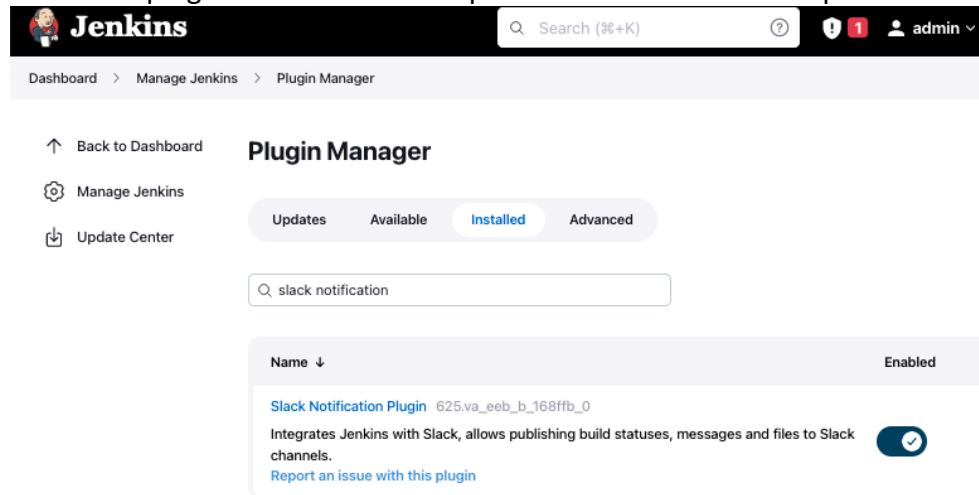 Jenkins
Search (⌘+K)
1
admin
Dashboard > Manage Jenkins > Plugin Manager
Back to Dashboard
Plugin Manager
Manage Jenkins
Updates Available Installed Advanced
Update Center
slack notification
Name ↓ Enabled
Slack Notification Plugin 625.va_eeb_b_168ffb_0
Integrates Jenkins with Slack, allows publishing build statuses, messages and files to Slack
channels.
Report an issue with this plugin